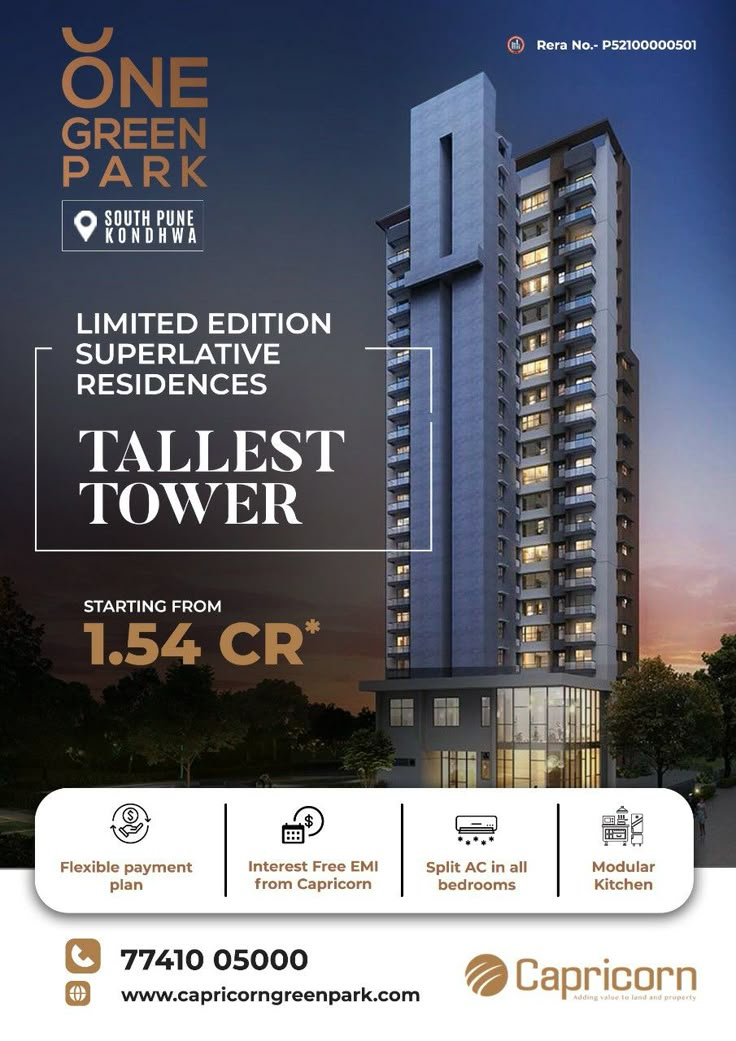 ONE
GREEN
PARK
SOUTH PUNE
KONDHWA
Rera No.- P52100000501
LIMITED EDITION
SUPERLATIVE
RESIDENCES
TALLEST
TOWER
STARTING FROM
1.54 CR*
Flexible payment
plan
Interest Free EMI
from Capricorn
Split AC in all
bedrooms
Modular
Kitchen
77410 05000
www.capricorngreenpark.com
Capricorn
Adding value to land and property